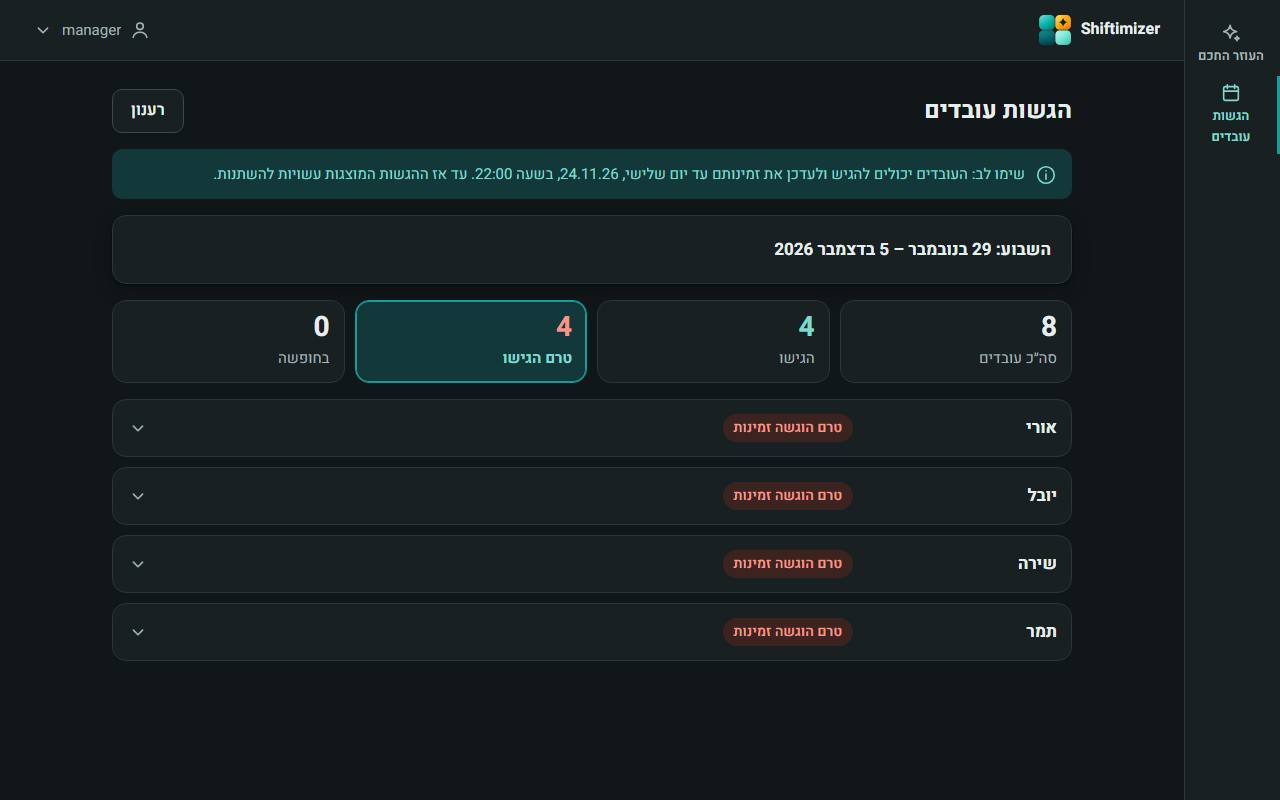 Shiftimizer
manager
העוזר החכם
הגשות
עובדים
הגשות עובדים
רענון
שימו לב: העובדים יכולים להגיש ולעדכן את זמינותם עד יום שלישי, 24.11.26, בשעה 22:00. עד אז ההגשות המוצגות עשויות להשתנות.
השבוע: 29 בנובמבר – 5 בדצמבר 2026
8
סה״כ עובדים
4
הגישו
4
טרם הגישו
0
בחופשה
אורי טרם הוגשה זמינות
יובל טרם הוגשה זמינות
שירה טרם הוגשה זמינות
תמר טרם הוגשה זמינות